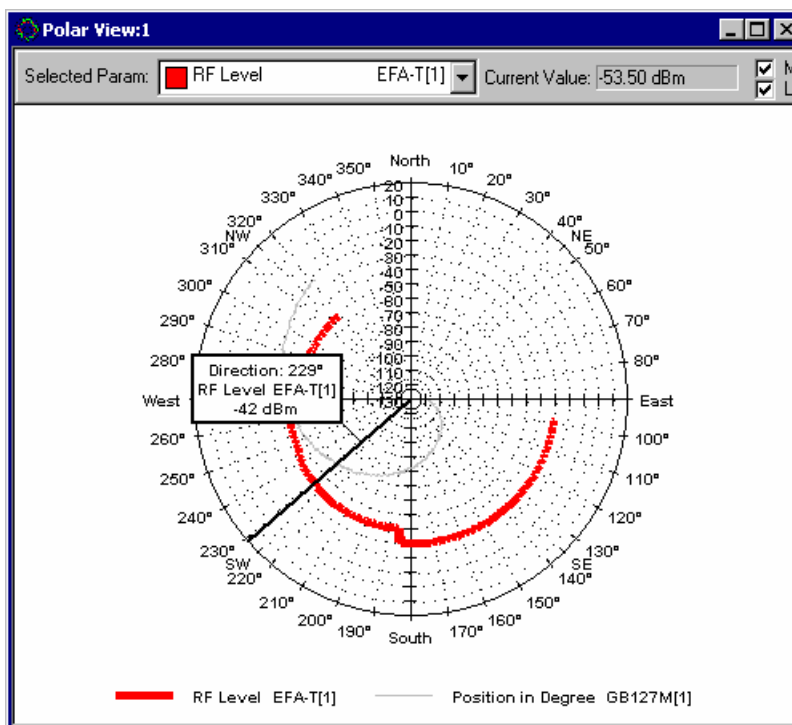 Polar View:1
Selected Param: RF Level EFA-T[1] Current Value: -53.50 dBm
M
L
North
350° 10°
340° 20°
330° 30°
320° 40°
NW NE
310° 50°
300° 60°
290° 70°
280° 80°
West East
260° 100°
250° 110°
240° 120°
230° 130°
SW SE
220° 140°
210° 150°
200° 160°
190° 170°
South
20
10
0
-10
-20
-30
-40
-50
-60
-70
-80
-90
-100
-110
-120
-130
Direction: 229°
RF Level EFA-T[1]
-42 dBm
RF Level EFA-T[1] Position in Degree GB127M[1]